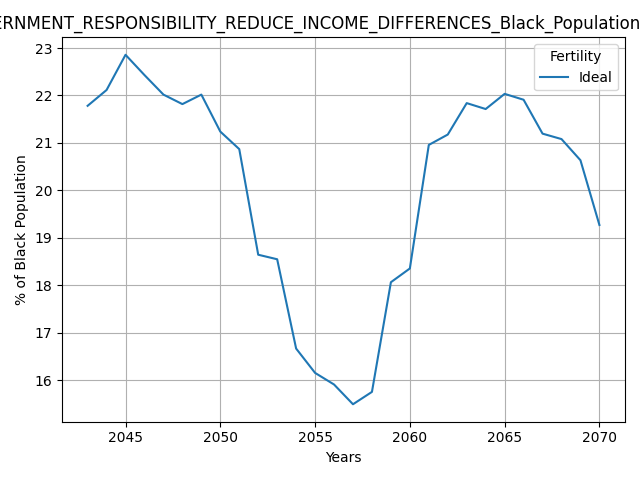 ERNMENT_RESPONSIBILITY_REDUCE_INCOME_DIFFERENCES_Black_Population
23
22
21
20
19
18
17
16
% of Black Population
Fertility
Ideal
2045 2050 2055 2060 2065 2070
Years